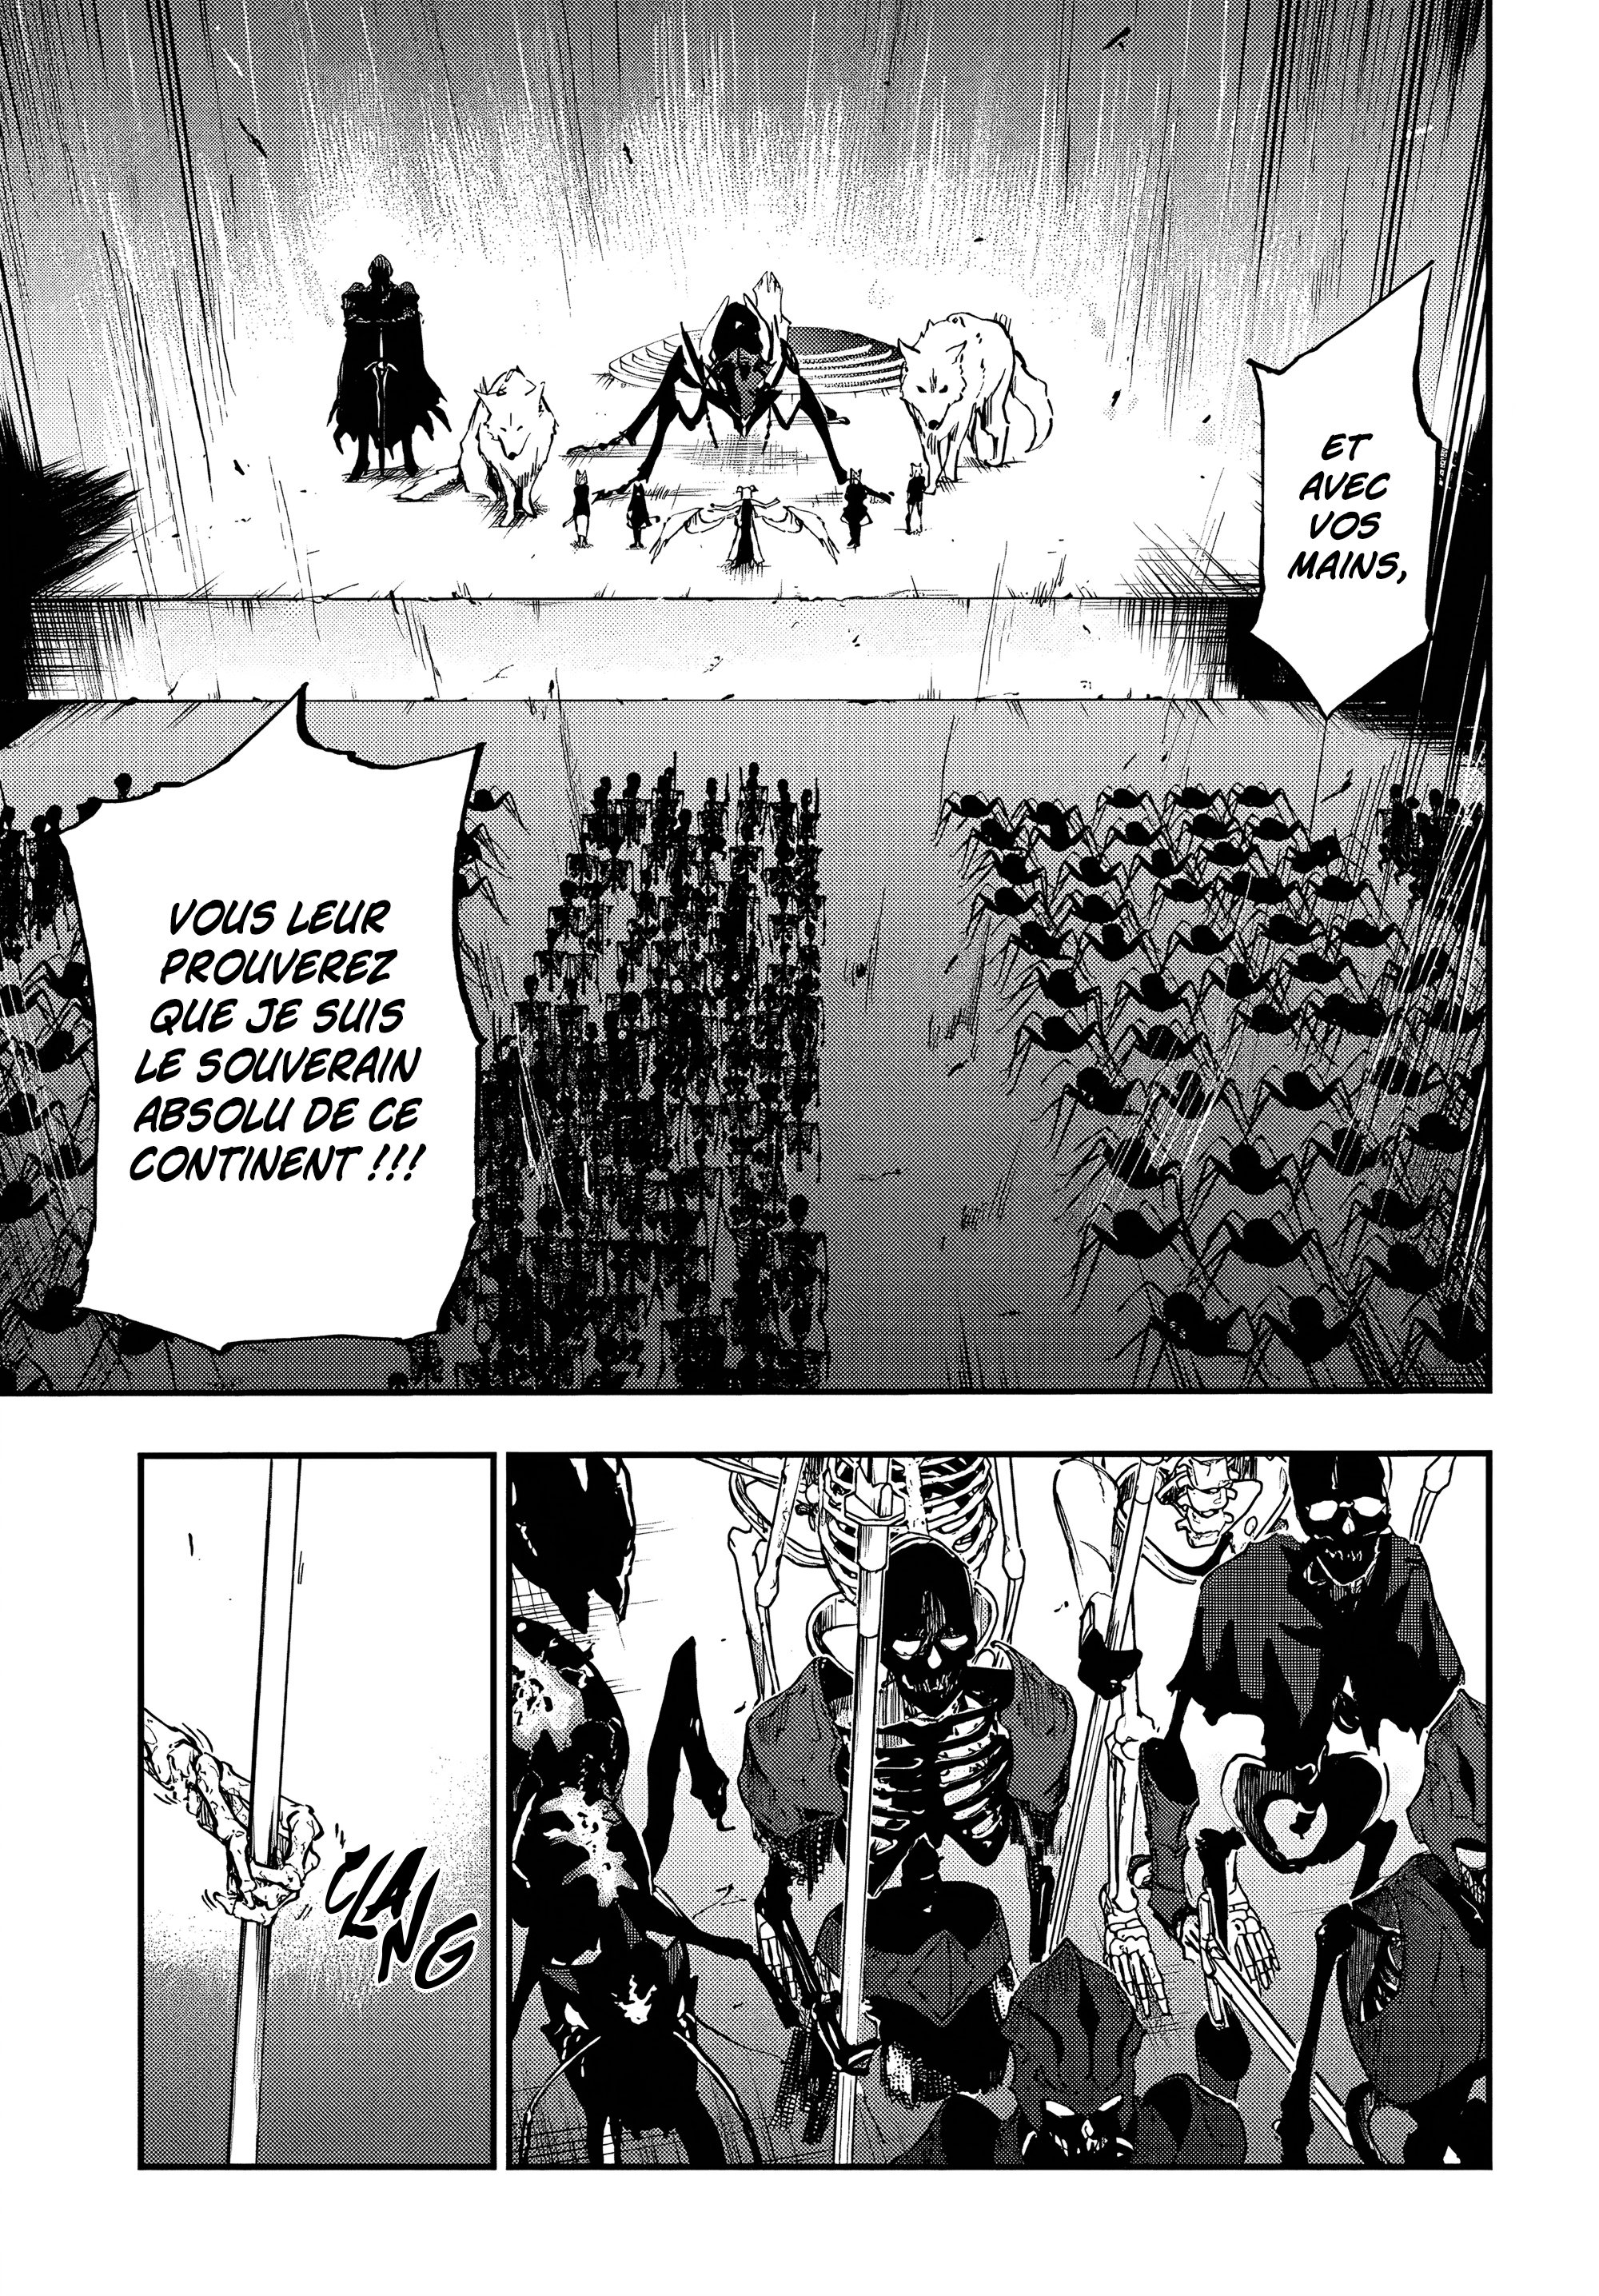 ET
AVEC
VOS
MAINS,
VOUS LEUR
PROUVEREZ
QUE JE SUIS
LE SOUVERAIN
ABSOLU DE CE
CONTINENT !!!
CLANG